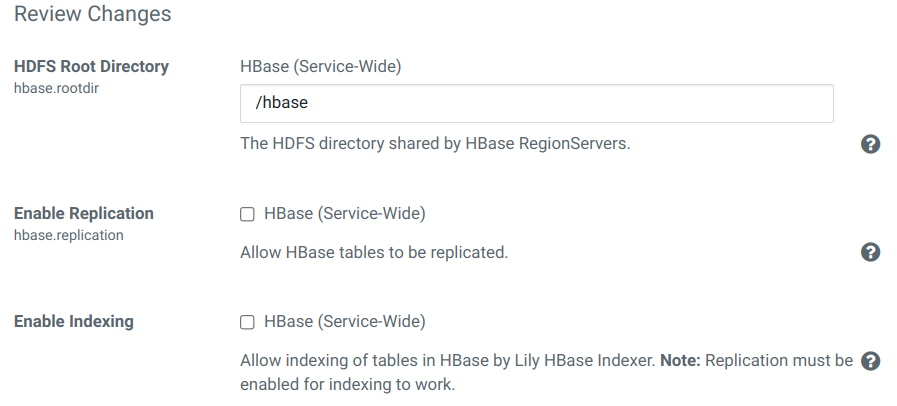 Review Changes
HDFS Root Directory
hbase.rootdir
HBase (Service-Wide)
/hbase
The HDFS directory shared by HBase RegionServers.
Enable Replication
hbase.replication
HBase (Service-Wide)
Allow HBase tables to be replicated.
Enable Indexing
HBase (Service-Wide)
Allow indexing of tables in HBase by Lily HBase Indexer. Note: Replication must be
enabled for indexing to work.